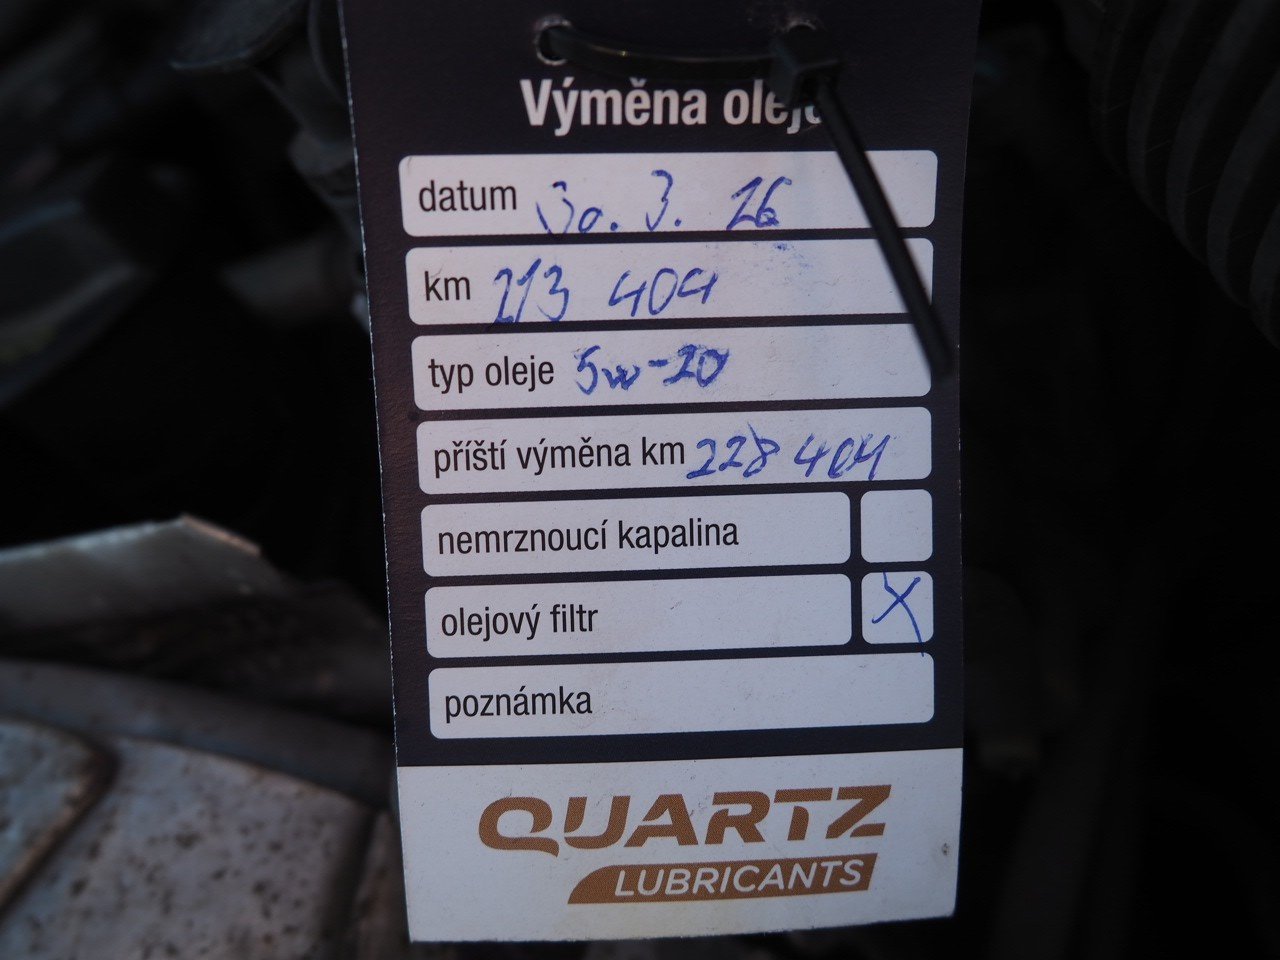 Výměna oleje
datum 30. 3. 26
km 213 404
typ oleje 5w-20
příští výměna km 228 404
nemrznoucí kapalina
olejový filtr X
poznámka
QUARTZ
LUBRICANTS